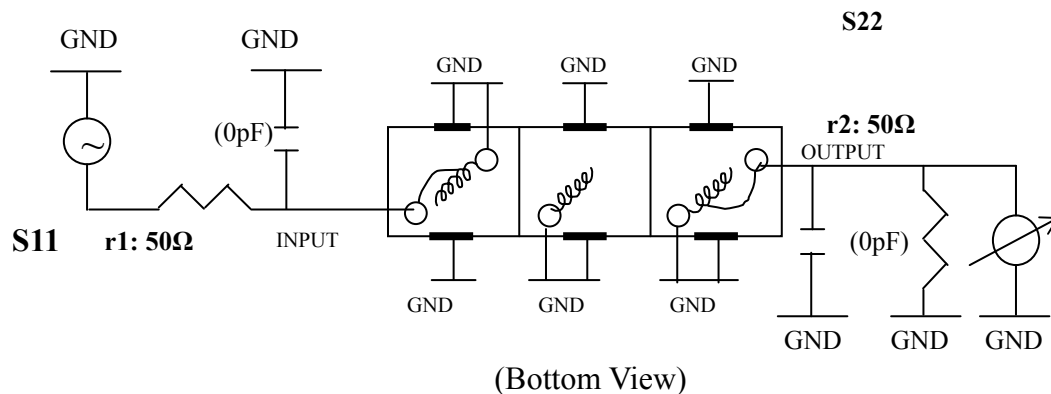 S22
GND
GND
GND
GND
GND
(0pF)
r2: 50Ω
OUTPUT
S11
r1: 50Ω
INPUT
(0pF)
GND
GND
GND
GND
GND
GND
(Bottom View)